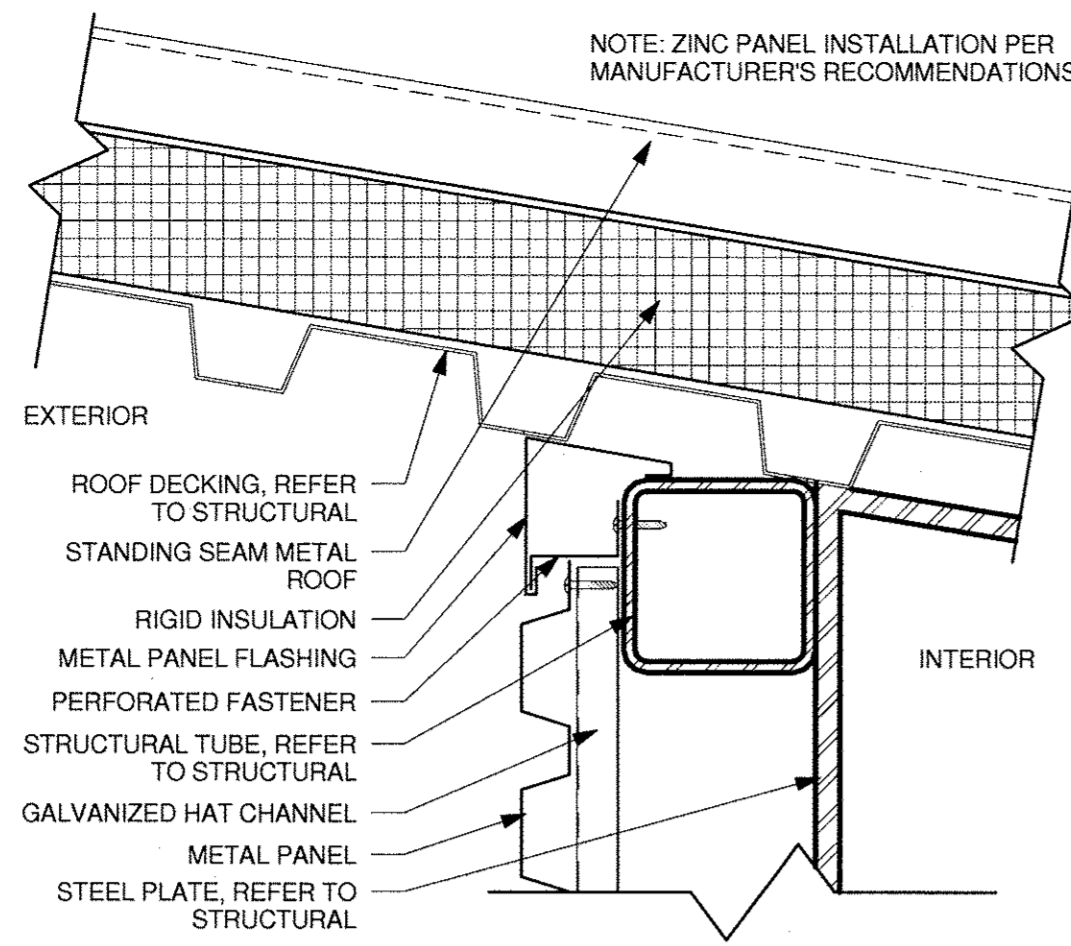 NOTE: ZINC PANEL INSTALLATION PER
MANUFACTURER'S RECOMMENDATIONS
EXTERIOR
ROOF DECKING, REFER
TO STRUCTURAL
STANDING SEAM METAL
ROOF
RIGID INSULATION
METAL PANEL FLASHING
PERFORATED FASTENER
STRUCTURAL TUBE, REFER
TO STRUCTURAL
GALVANIZED HAT CHANNEL
METAL PANEL
STEEL PLATE, REFER TO
STRUCTURAL
INTERIOR